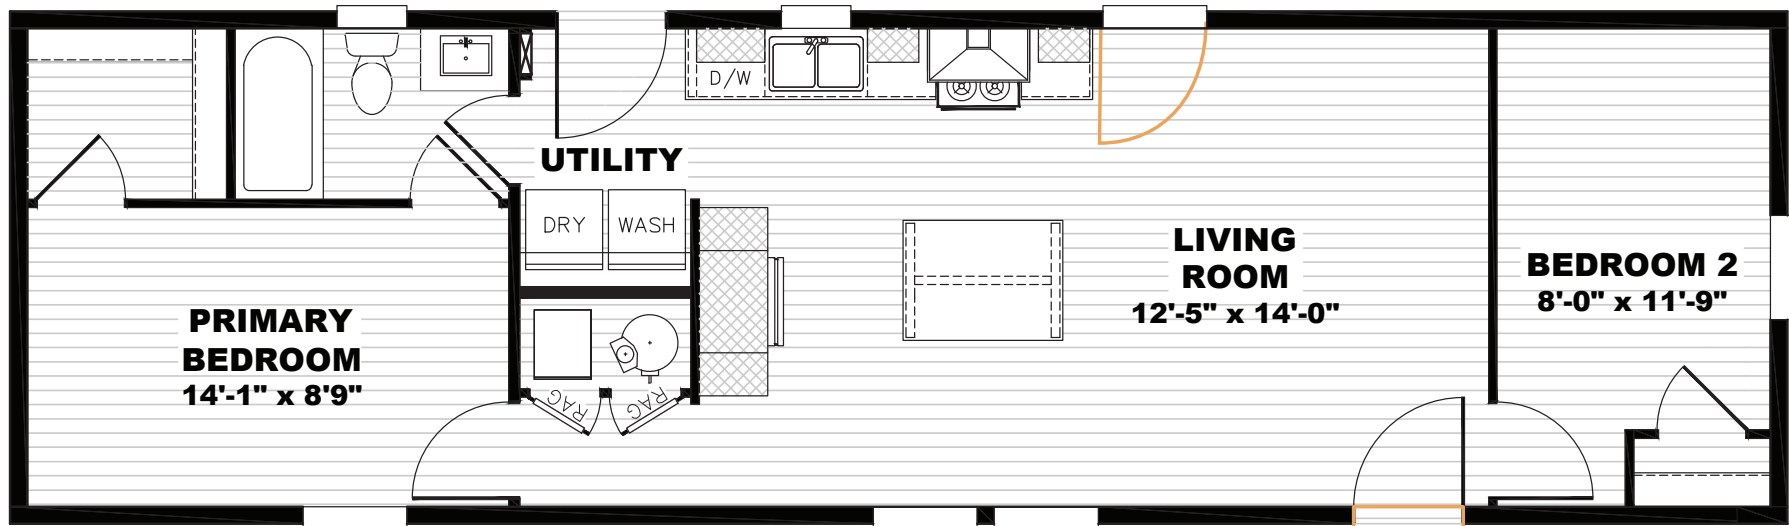 D/W
UTILITY
DRY
WASH
LIVING
ROOM
12'-5" x 14'-0"
BEDROOM 2
8'-0" x 11'-9"
PRIMARY
BEDROOM
14'-1" x 8'9"
RAG
RAG